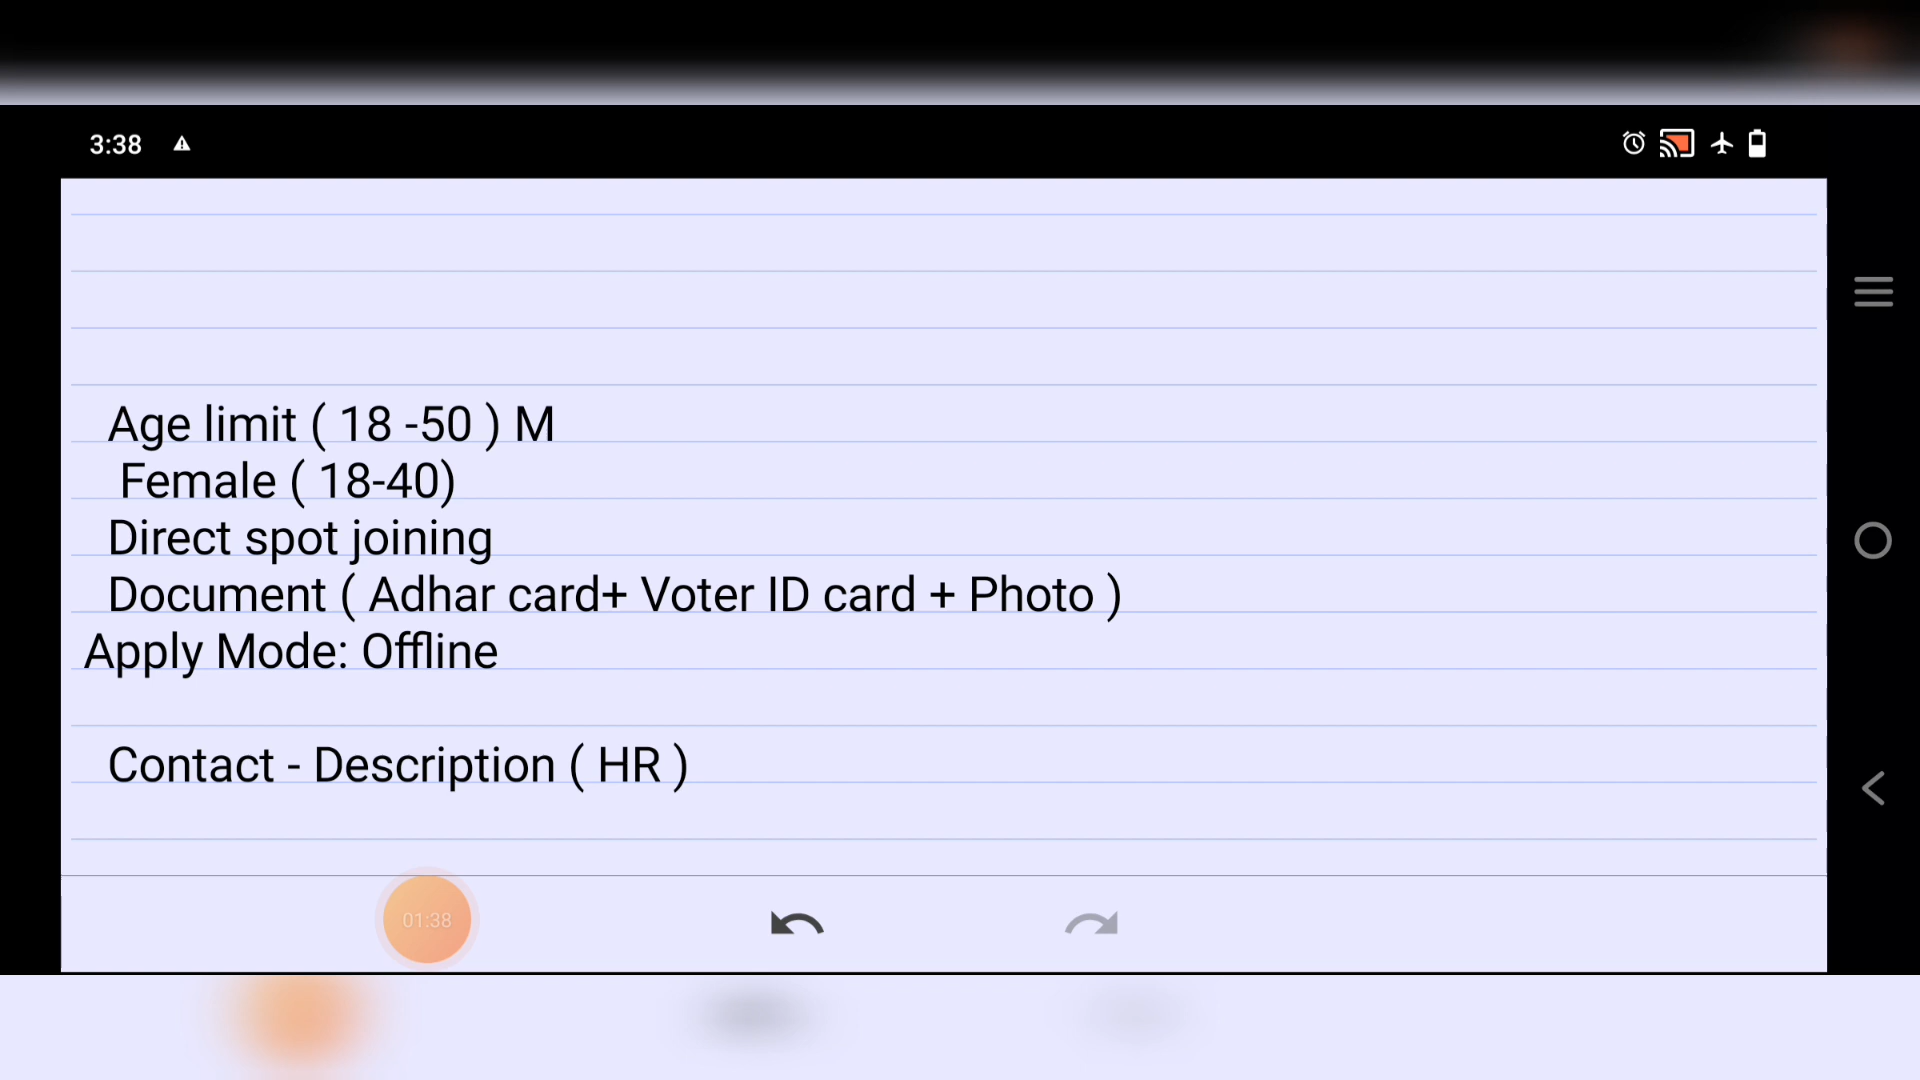 3:38
Age limit ( 18 -50 ) M
Female ( 18-40)
Direct spot joining
Document ( Adhar card+ Voter ID card + Photo )
Apply Mode: Offline
Contact - Description ( HR )
01:38